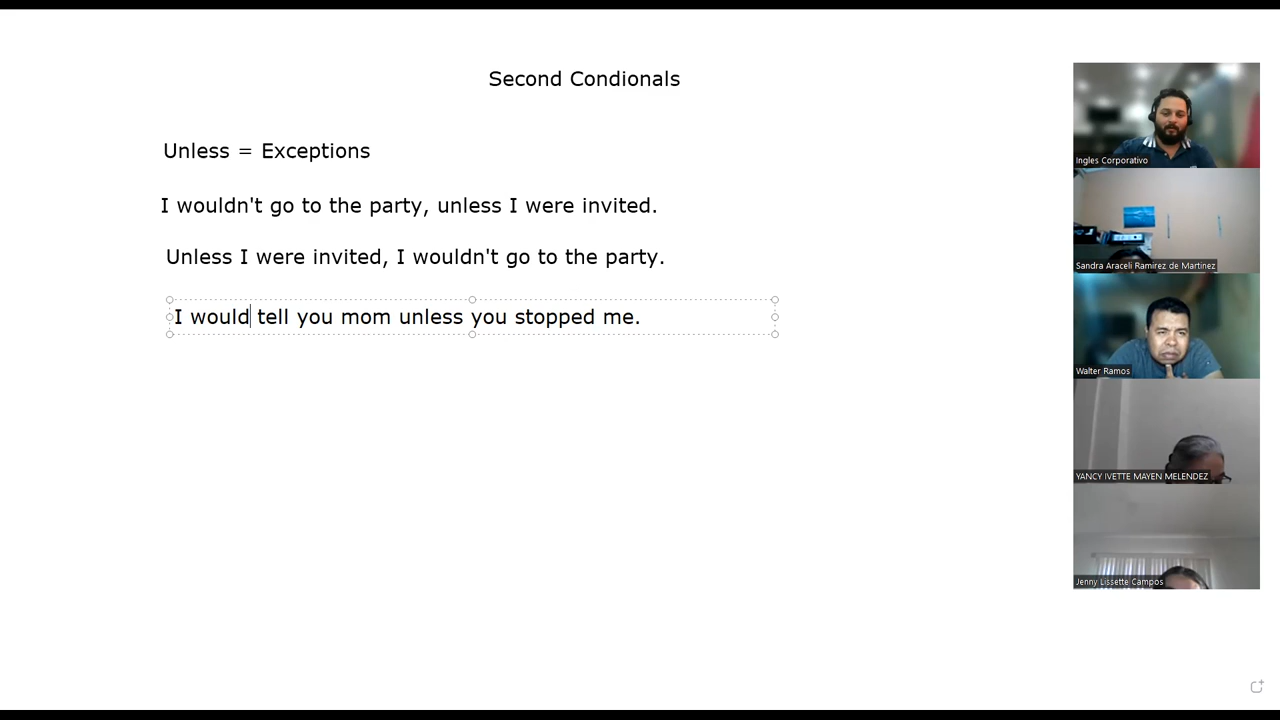 Second Condionals
Unless = Exceptions
I wouldn't go to the party, unless I were invited.
Unless I were invited, I wouldn't go to the party.
I would tell you mom unless you stopped me.
Ingles Corporativo
Sandra Araceli Ramirez de Martinez
Walter Ramos
YANCY IVETTE MAYEN MELENDEZ
Jenny Lissette Campos